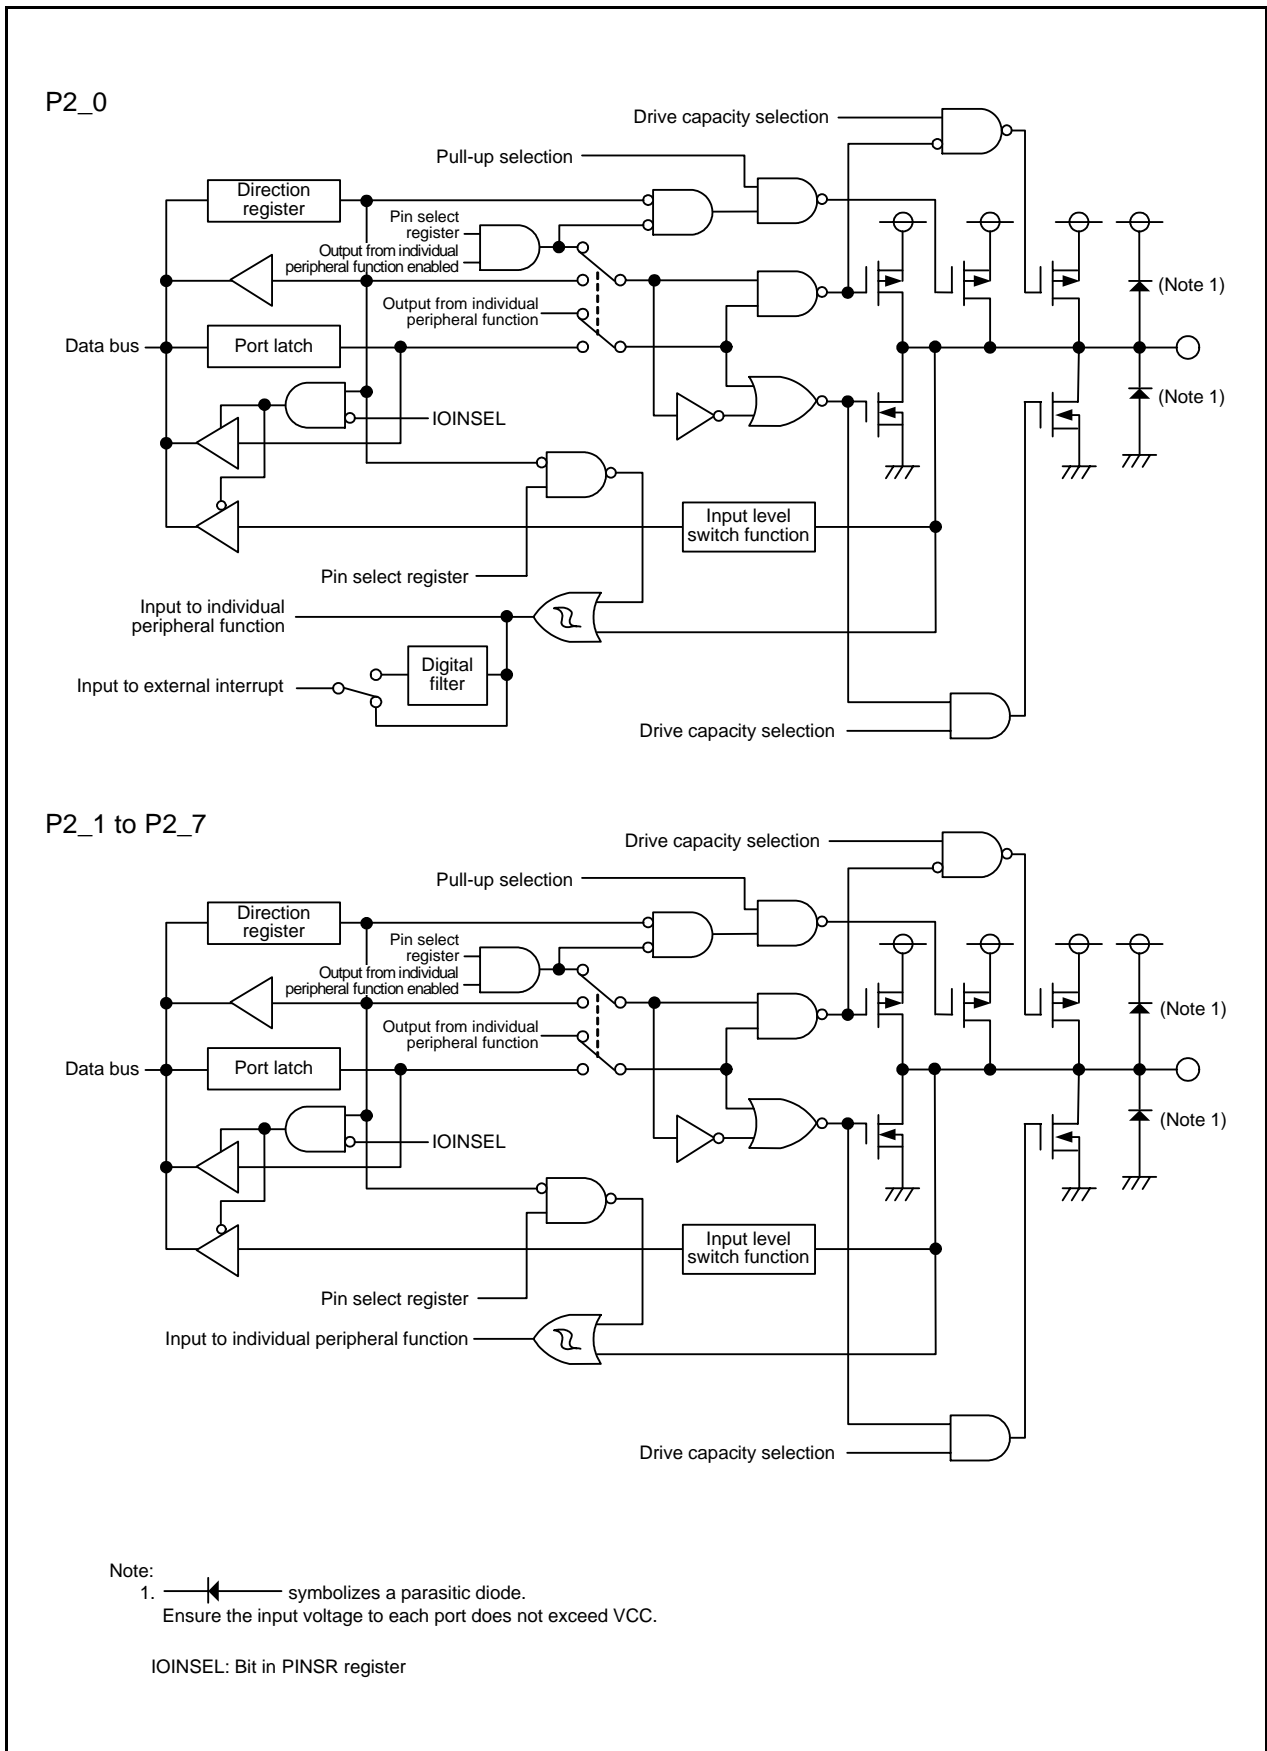 P2_0
Drive capacity selection
Pull-up selection
Direction
register
Pin select
register
Output from individual
peripheral function enabled
(Note 1)
Output from individual
peripheral function
Data bus
Port latch
(Note 1)
IOINSEL
Input level
switch function
Pin select register
Input to individual
peripheral function
Digital
filter
Input to external interrupt
Drive capacity selection
P2_1 to P2_7
Drive capacity selection
Pull-up selection
Direction
register
Pin select
register
Output from individual
peripheral function enabled
(Note 1)
Output from individual
peripheral function
Data bus
Port latch
(Note 1)
IOINSEL
Input level
switch function
Pin select register
Input to individual peripheral function
Drive capacity selection
Note:
1. symbolizes a parasitic diode.
Ensure the input voltage to each port does not exceed VCC.
IOINSEL: Bit in PINSR register